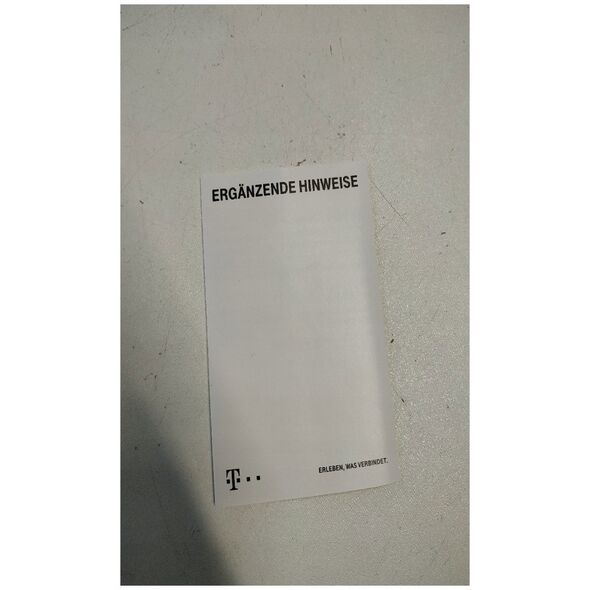 ERGÄNZENDE HINWEISE
T
ERLEBEN, WAS VERBINDET.